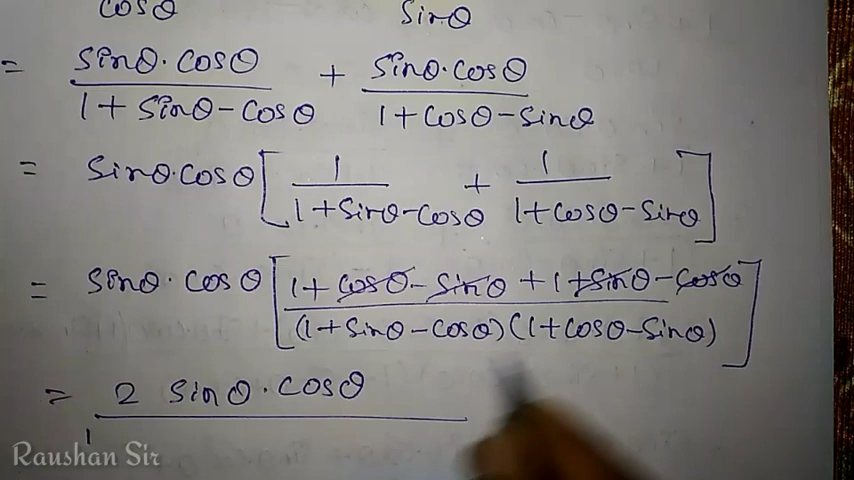 cosθ sinθ
= sinθ·cosθ / 1 + sinθ - cosθ + sinθ·cosθ / 1 + cosθ - sinθ
= sinθ·cosθ [ 1 / 1 + sinθ - cosθ + 1 / 1 + cosθ - sinθ ]
= sinθ·cosθ [ 1 + cosθ - sinθ + 1 + sinθ - cosθ / (1 + sinθ - cosθ) (1 + cosθ - sinθ) ]
= 2 sinθ·cosθ /
1
Raushan Sir